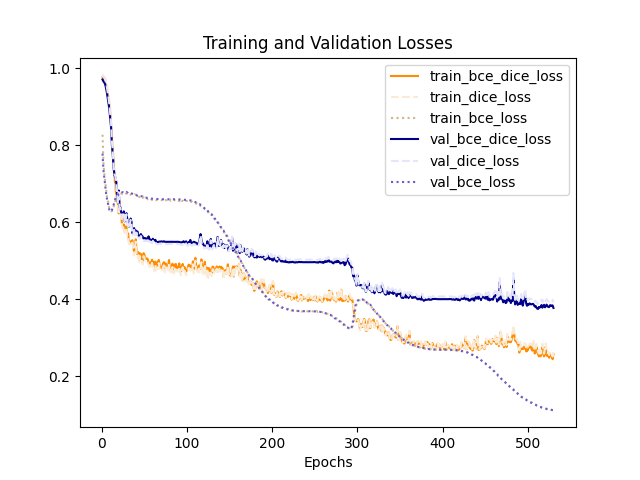 Training and Validation Losses
1.0
0.8
0.6
0.4
0.2
0
100
200
300
400
500
Epochs
train_bce_dice_loss
train_dice_loss
train_bce_loss
val_bce_dice_loss
val_dice_loss
val_bce_loss